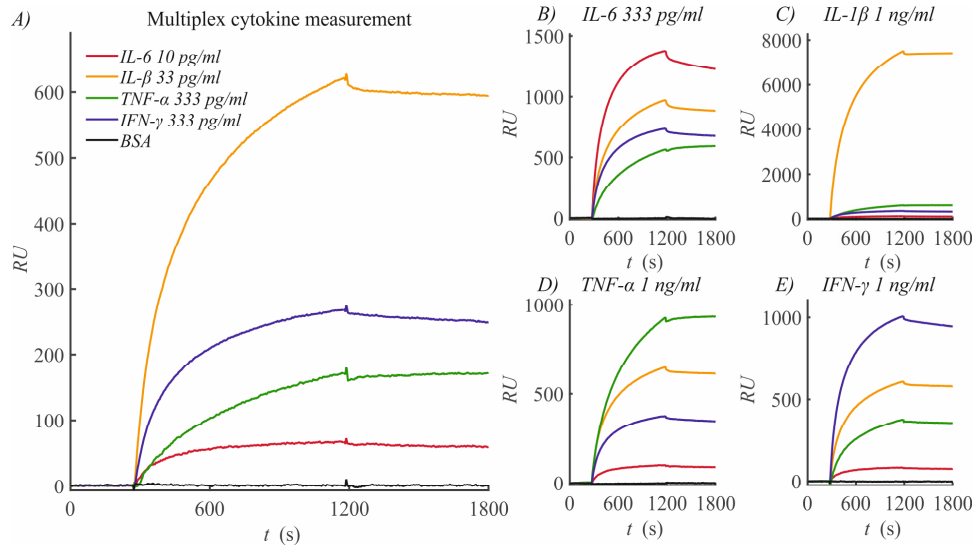 A)
Multiplex cytokine measurement
RU
600
500
400
300
200
100
0
0
600
1200
1800
t (s)
IL-6 10 pg/ml
IL-β 33 pg/ml
TNF-α 333 pg/ml
IFN-γ 333 pg/ml
BSA
B)
IL-6 333 pg/ml
RU
1500
1000
500
0
0
600
1200
1800
t (s)
C)
IL-1β 1 ng/ml
RU
8000
6000
4000
2000
0
0
600
1200
1800
t (s)
D)
TNF-α 1 ng/ml
RU
1000
500
0
0
600
1200
1800
t (s)
E)
IFN-γ 1 ng/ml
RU
1000
500
0
0
600
1200
1800
t (s)